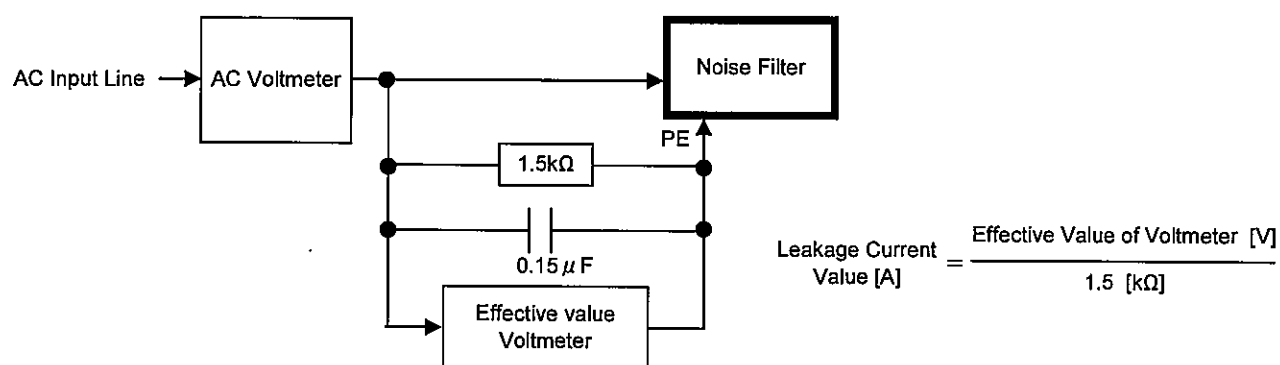 AC Input Line
AC Voltmeter
Noise Filter
PE
1.5kΩ
0.15μF
Effective value
Voltmeter
Leakage Current
Value [A]
=
Effective Value of Voltmeter [V]
1.5 [kΩ]